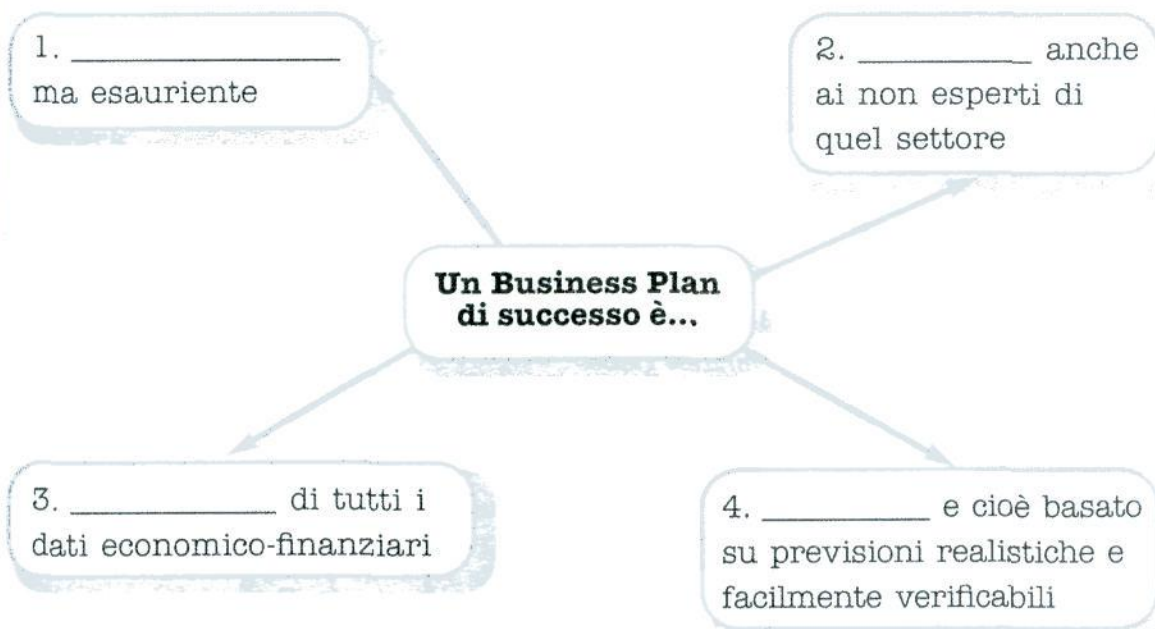 1. _______________
ma esauriente
2. __________ anche
ai non esperti di
quel settore
Un Business Plan
di successo è...
3. ____________ di tutti i
dati economico-finanziari
4. __________ e cioè basato
su previsioni realistiche e
facilmente verificabili